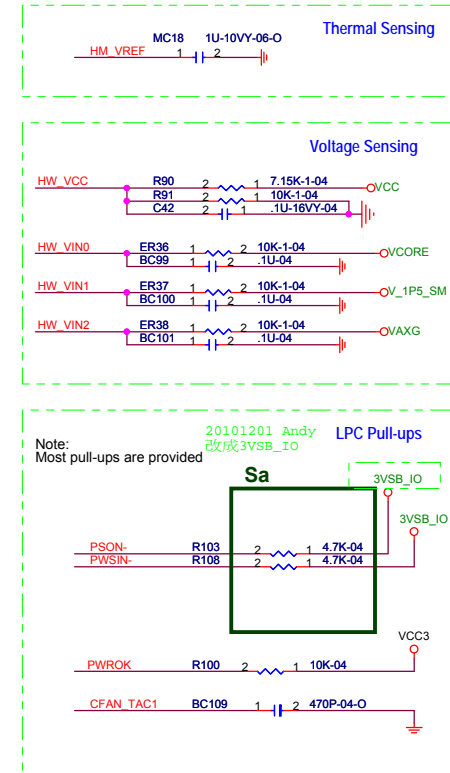 Thermal Sensing
MC18 1U-10VY-06-O
HM_VREF 1 2
Voltage Sensing
HW_VCC R90 2 1 7.15K-1-04 VCC
R91 2 1 10K-1-04
C42 2 1 .1U-16VY-04
HW_VIN0 ER36 1 2 10K-1-04 VCORE
BC99 1 2 .1U-04
HW_VIN1 ER37 1 2 10K-1-04 V_1P5_SM
BC100 1 2 .1U-04
HW_VIN2 ER38 1 2 10K-1-04 VAXG
BC101 1 2 .1U-04
20101201 Andy
改成3VSB_IO
LPC Pull-ups
Note:
Most pull-ups are provided
Sa
3VSB_IO
3VSB_IO
PSON- R103 2 1 4.7K-04
PWSIN- R108 2 1 4.7K-04
VCC3
PWROK R100 2 1 10K-04
CFAN_TAC1 BC109 1 2 470P-04-O